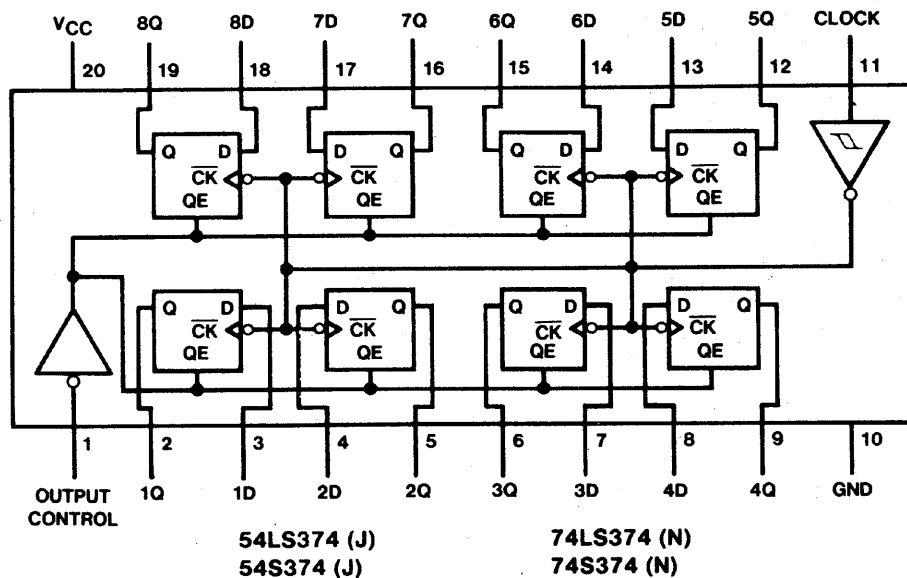 VCC 8Q 8D 7D 7Q 6Q 6D 5D 5Q CLOCK
20 19 18 17 16 15 14 13 12 11
Q D D Q Q D D Q
CK CK CK CK
QE QE QE QE
Q D D Q Q D D Q
CK CK CK CK
QE QE QE QE
1 2 3 4 5 6 7 8 9 10
OUTPUT CONTROL 1Q 1D 2D 2Q 3Q 3D 4D 4Q GND
54LS374 (J) 74LS374 (N)
54S374 (J) 74S374 (N)